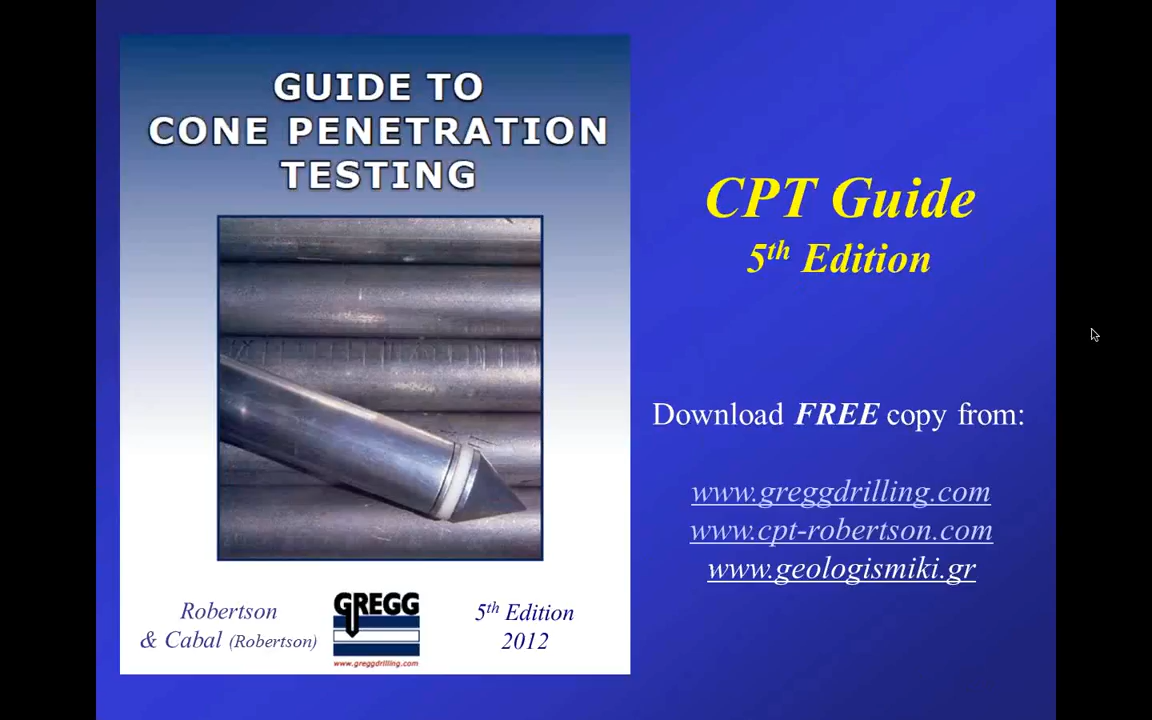 GUIDE TO
CONE PENETRATION
TESTING
Robertson
& Cabal (Robertson)
GREGG
www.greggdrilling.com
5th Edition
2012
CPT Guide
5th Edition
Download FREE copy from:
www.greggdrilling.com
www.cpt-robertson.com
www.geologismiki.gr